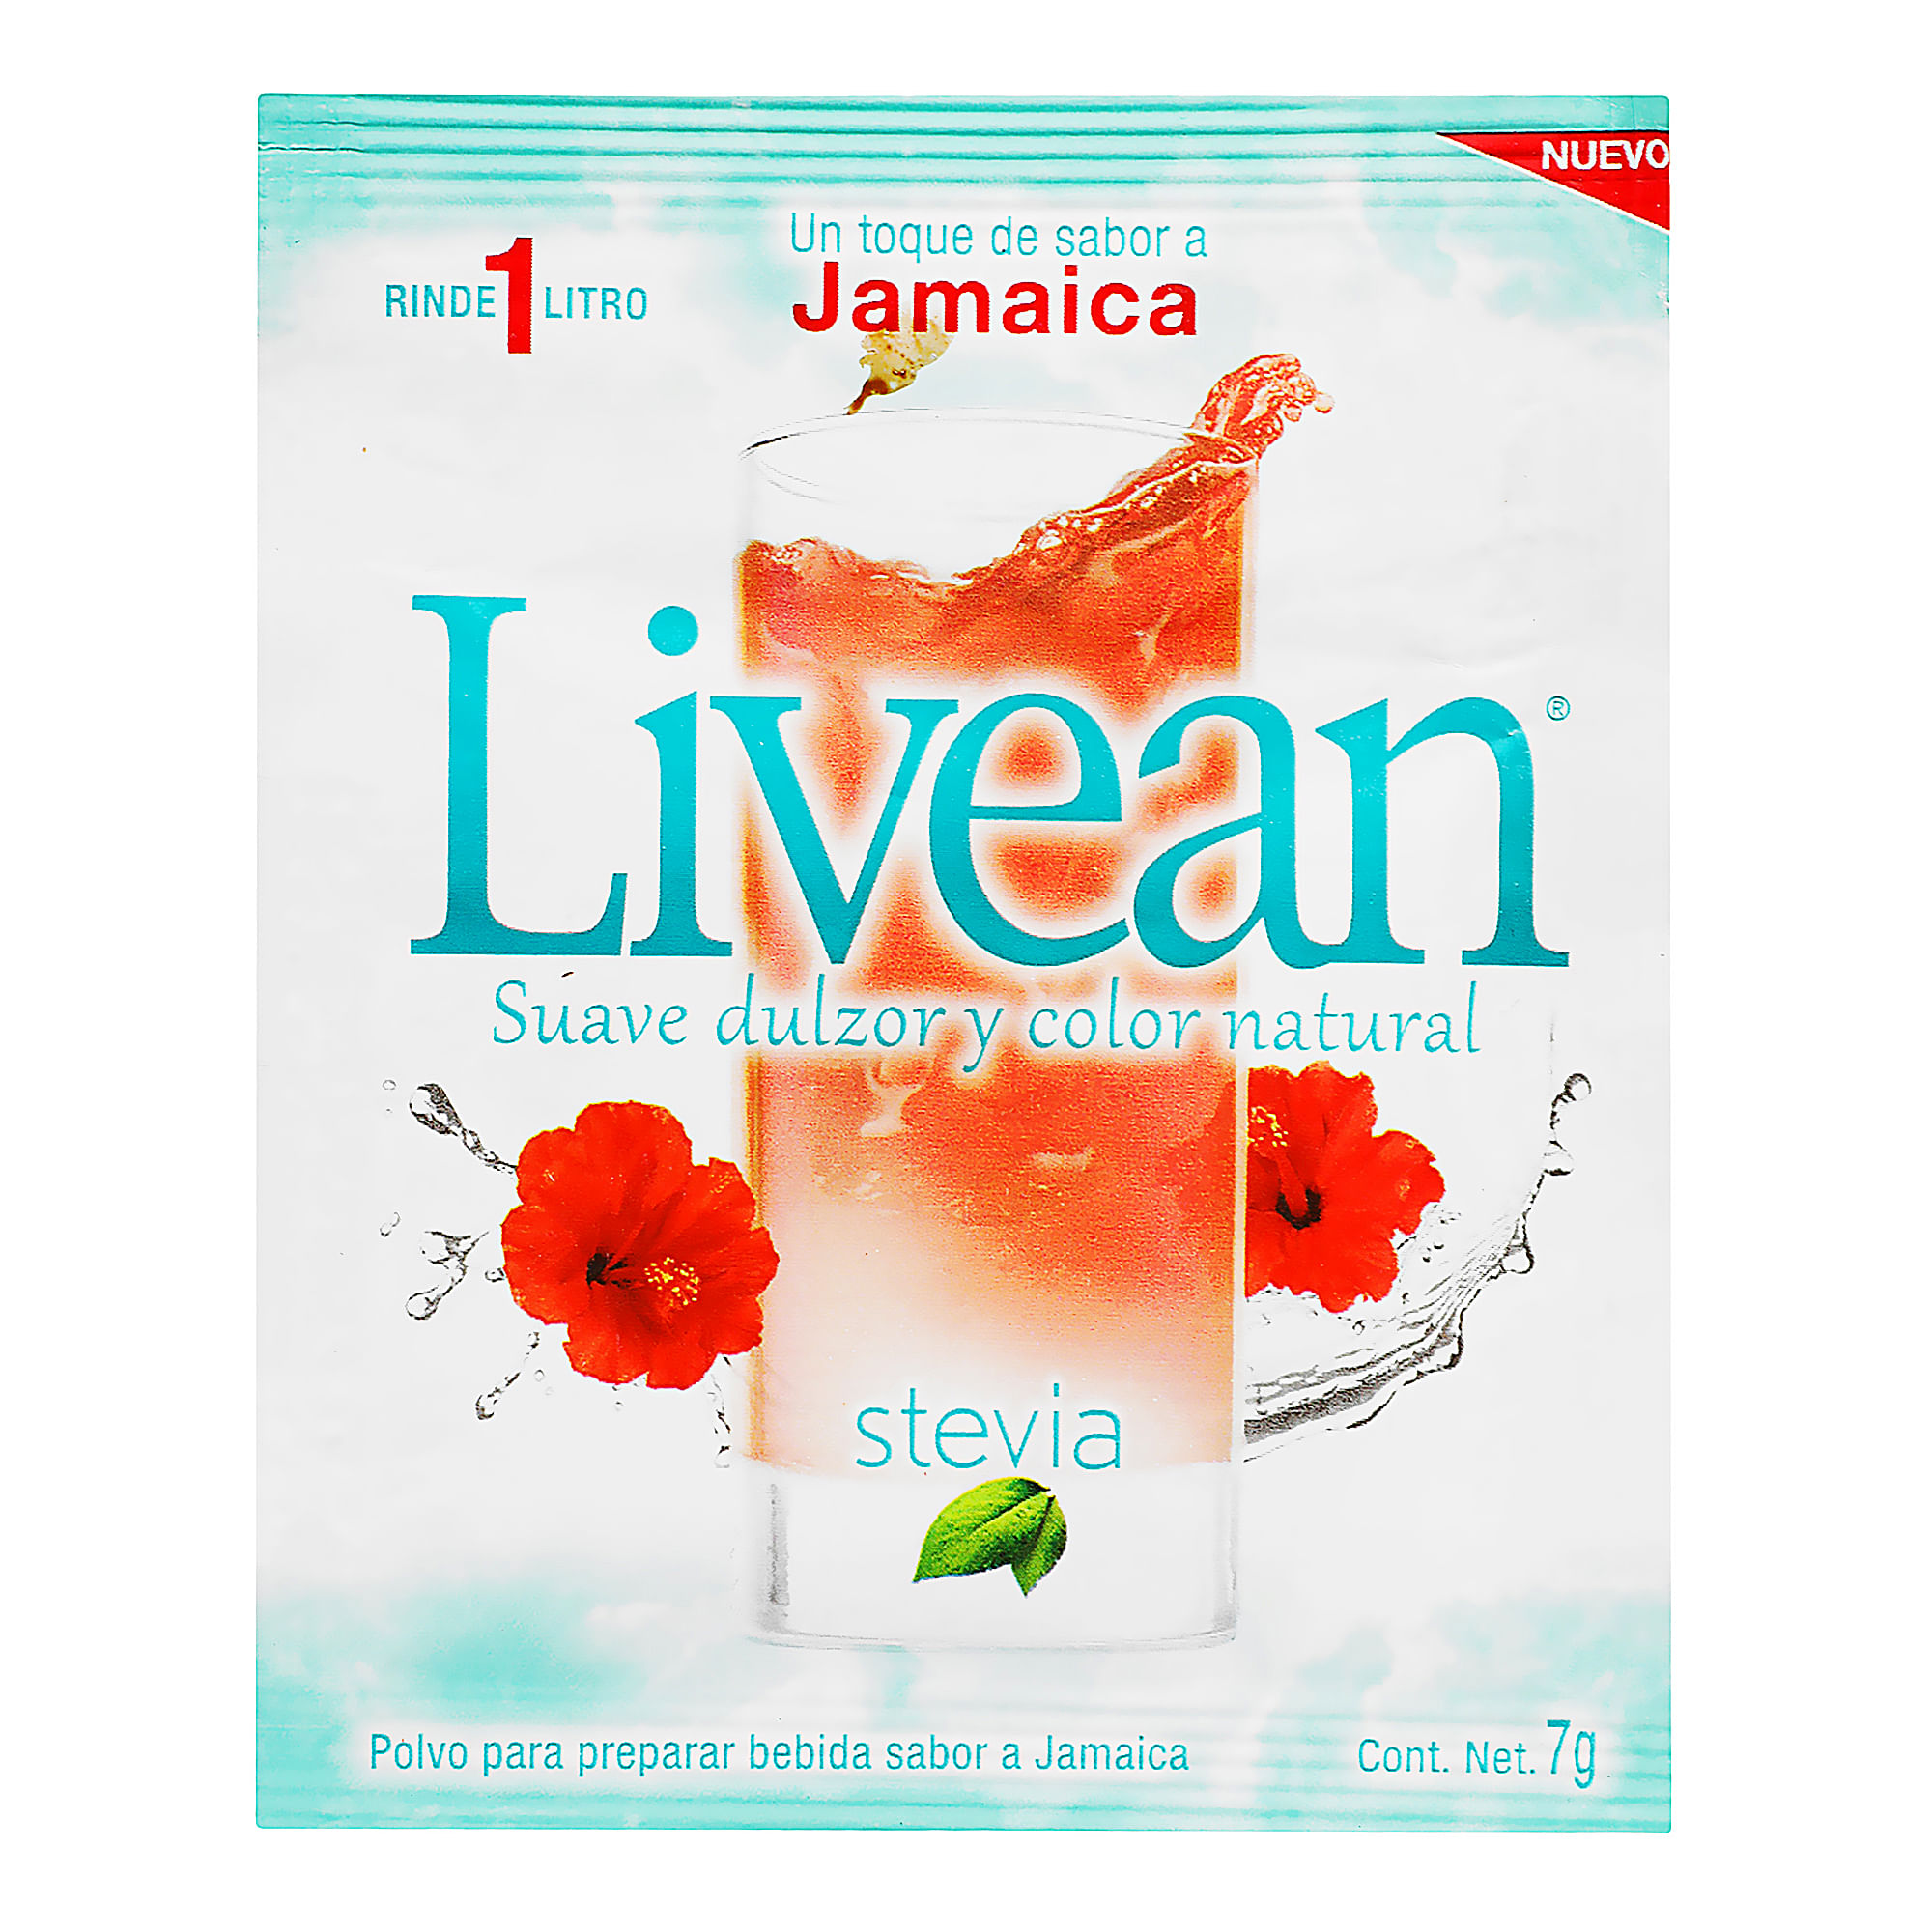 NUEVO
Un toque de sabor a
Jamaica
RINDE 1 LITRO
Livean®
Suave dulzor y color natural
stevia
Polvo para preparar bebida sabor a Jamaica
Cont. Net. 7g